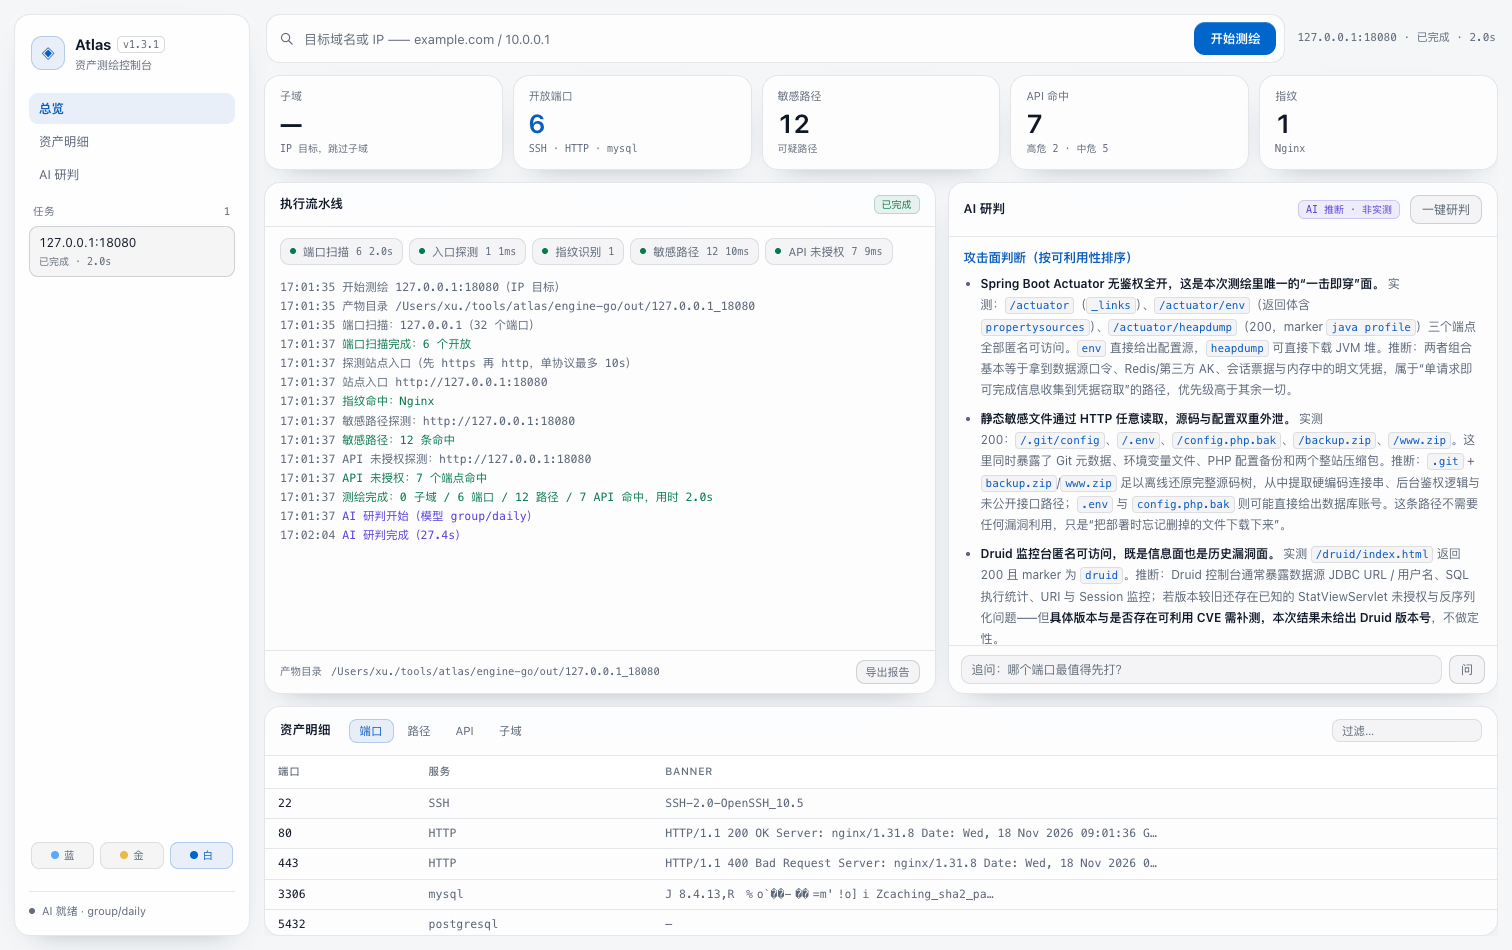 Atlas v1.3.1
资产测绘控制台
总览
资产明细
AI 研判
任务 1
127.0.0.1:18080
已完成 · 2.0s
蓝 金 白
AI 就绪 · group/daily
目标域名或 IP —— example.com / 10.0.0.1
开始测绘
127.0.0.1:18080 · 已完成 · 2.0s
子域
—
IP 目标，跳过子域
开放端口
6
SSH · HTTP · mysql
敏感路径
12
可疑路径
API 命中
7
高危 2 · 中危 5
指纹
1
Nginx
执行流水线 已完成
端口扫描 6 2.0s 入口探测 1 1ms 指纹识别 1 敏感路径 12 10ms API 未授权 7 9ms
17:01:35 开始测绘 127.0.0.1:18080（IP 目标）
17:01:35 产物目录 /Users/xu./tools/atlas/engine-go/out/127.0.0.1_18080
17:01:35 端口扫描：127.0.0.1（32 个端口）
17:01:37 端口扫描完成：6 个开放
17:01:37 探测站点入口（先 https 再 http，单协议最多 10s）
17:01:37 站点入口 http://127.0.0.1:18080
17:01:37 指纹命中：Nginx
17:01:37 敏感路径探测：http://127.0.0.1:18080
17:01:37 敏感路径：12 条命中
17:01:37 API 未授权探测：http://127.0.0.1:18080
17:01:37 API 未授权：7 个端点命中
17:01:37 测绘完成：0 子域 / 6 端口 / 12 路径 / 7 API 命中，用时 2.0s
17:01:37 AI 研判开始（模型 group/daily）
17:02:04 AI 研判完成（27.4s）
产物目录 /Users/xu./tools/atlas/engine-go/out/127.0.0.1_18080
导出报告
AI 研判 AI 推断 · 非实测 一键研判
攻击面判断（按可利用性排序）
Spring Boot Actuator 无鉴权全开，这是本次测绘里唯一的“一击即穿”面。 实
测： /actuator （_links）、/actuator/env （返回体含
propertysources）、/actuator/heapdump （200，marker java profile）三个端点
全部匿名可访问。env 直接给出配置源，heapdump 可直接下载 JVM 堆。推断：两者组合
基本等于拿到数据源口令、Redis/第三方 AK、会话票据与内存中的明文凭据，属于“单请求即
可完成信息收集到凭据窃取”的路径，优先级高于其余一切。
静态敏感文件通过 HTTP 任意读取，源码与配置双重外泄。 实测
200： /.git/config、/.env、/config.php.bak、/backup.zip、/www.zip。这
里同时暴露了 Git 元数据、环境变量文件、PHP 配置备份和两个整站压缩包。推断：.git +
backup.zip/www.zip 足以离线还原完整源码树，从中提取硬编码连接串、后台鉴权逻辑与
未公开接口路径；.env 与 config.php.bak 则可能直接给出数据库账号。这条路径不需要
任何漏洞利用，只是“把部署时忘记删掉的文件下载下来”。
Druid 监控台匿名可访问，既是信息面也是历史漏洞面。 实测 /druid/index.html 返回
200 且 marker 为 druid。推断：Druid 控制台通常暴露数据源 JDBC URL / 用户名、SQL
执行统计、URI 与 Session 监控；若版本较旧还存在已知的 StatViewServlet 未授权与反序列
化问题——但具体版本与是否存在可利用 CVE 需补测，本次结果未给出 Druid 版本号，不做定
性。
追问：哪个端口最值得先打？ 问
资产明细 端口 路径 API 子域 过滤…
端口 服务 BANNER
22 SSH SSH-2.0-OpenSSH_10.5
80 HTTP HTTP/1.1 200 OK Server: nginx/1.31.8 Date: Wed, 18 Nov 2026 09:01:36 G…
443 HTTP HTTP/1.1 400 Bad Request Server: nginx/1.31.8 Date: Wed, 18 Nov 2026 0…
3306 mysql J 8.4.13,R % o`��-��=m' !o] i Zcaching_sha2_pa…
5432 postgresql —